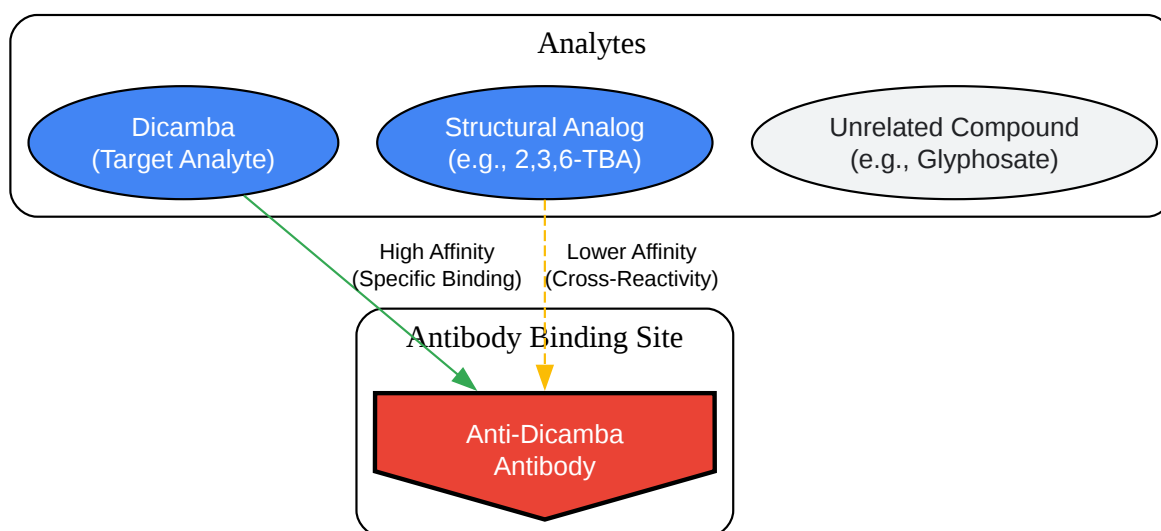 Analytes
Dicamba
(Target Analyte)
Structural Analog
(e.g., 2,3,6-TBA)
Unrelated Compound
(e.g., Glyphosate)
High Affinity
(Specific Binding)
Lower Affinity
(Cross-Reactivity)
Antibody Binding Site
Anti-Dicamba
Antibody